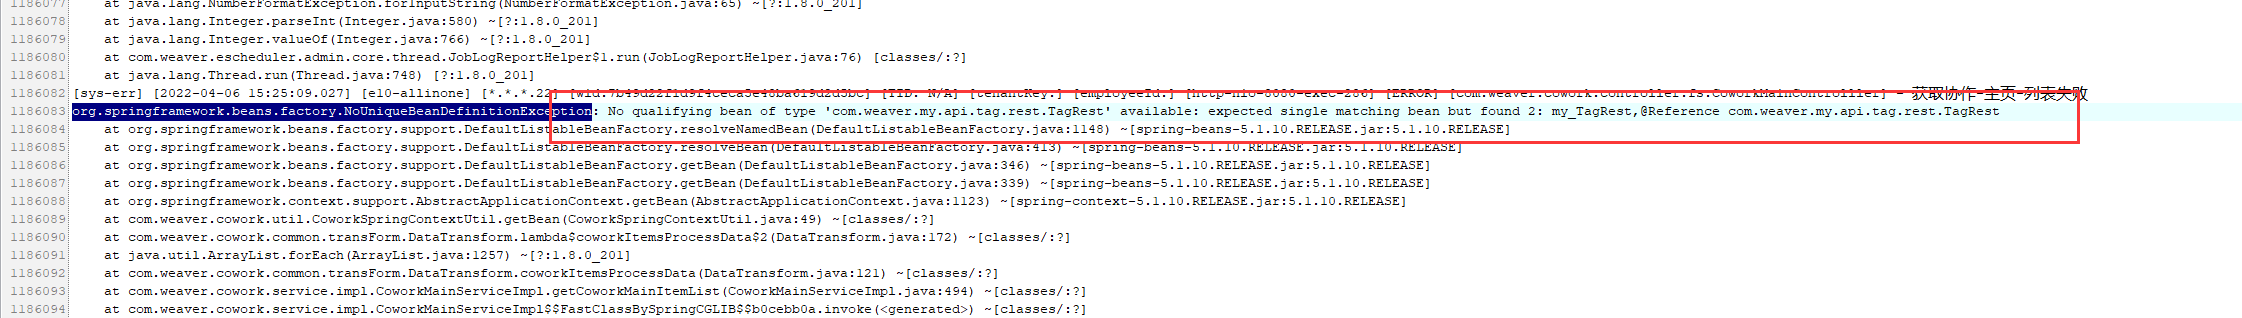 1186077 at java.lang.NumberFormatException.forInputString(NumberFormatException.java:65) ~[?:1.8.0_201]
1186078 at java.lang.Integer.parseInt(Integer.java:580) ~[?:1.8.0_201]
1186079 at java.lang.Integer.valueOf(Integer.java:766) ~[?:1.8.0_201]
1186080 at com.weaver.escheduler.admin.core.thread.JobLogReportHelper$1.run(JobLogReportHelper.java:76) [classes/:?]
1186081 at java.lang.Thread.run(Thread.java:748) [?:1.8.0_201]
1186082 [sys-err] [2022-04-06 15:25:09.027] [e10-allinone] [*.*.*.22] [TID: N/A] [tenantKey:] [employeeId:] [http-nio-8080-exec-206] [ERROR] [com.weaver.cowork.controller.fs.CoworkMainController] - 获取协作-主页-列表失败
1186083 org.springframework.beans.factory.NoUniqueBeanDefinitionException: No qualifying bean of type 'com.weaver.my.api.tag.rest.TagRest' available: expected single matching bean but found 2: my_TagRest,@Reference com.weaver.my.api.tag.rest.TagRest
1186084 at org.springframework.beans.factory.support.DefaultListableBeanFactory.resolveNamedBean(DefaultListableBeanFactory.java:1148) ~[spring-beans-5.1.10.RELEASE.jar:5.1.10.RELEASE]
1186085 at org.springframework.beans.factory.support.DefaultListableBeanFactory.resolveBean(DefaultListableBeanFactory.java:413) ~[spring-beans-5.1.10.RELEASE.jar:5.1.10.RELEASE]
1186086 at org.springframework.beans.factory.support.DefaultListableBeanFactory.getBean(DefaultListableBeanFactory.java:346) ~[spring-beans-5.1.10.RELEASE.jar:5.1.10.RELEASE]
1186087 at org.springframework.beans.factory.support.DefaultListableBeanFactory.getBean(DefaultListableBeanFactory.java:339) ~[spring-beans-5.1.10.RELEASE.jar:5.1.10.RELEASE]
1186088 at org.springframework.context.support.AbstractApplicationContext.getBean(AbstractApplicationContext.java:1123) ~[spring-context-5.1.10.RELEASE.jar:5.1.10.RELEASE]
1186089 at com.weaver.cowork.util.CoworkSpringContextUtil.getBean(CoworkSpringContextUtil.java:49) ~[classes/:?]
1186090 at com.weaver.cowork.common.transForm.DataTransform.lambda$coworkItemsProcessData$2(DataTransform.java:172) ~[classes/:?]
1186091 at java.util.ArrayList.forEach(ArrayList.java:1257) ~[?:1.8.0_201]
1186092 at com.weaver.cowork.common.transForm.DataTransform.coworkItemsProcessData(DataTransform.java:121) ~[classes/:?]
1186093 at com.weaver.cowork.service.impl.CoworkMainServiceImpl.getCoworkMainItemList(CoworkMainServiceImpl.java:494) ~[classes/:?]
1186094 at com.weaver.cowork.service.impl.CoworkMainServiceImpl$$FastClassBySpringCGLIB$$b0cebb0a.invoke(<generated>) ~[classes/:?]